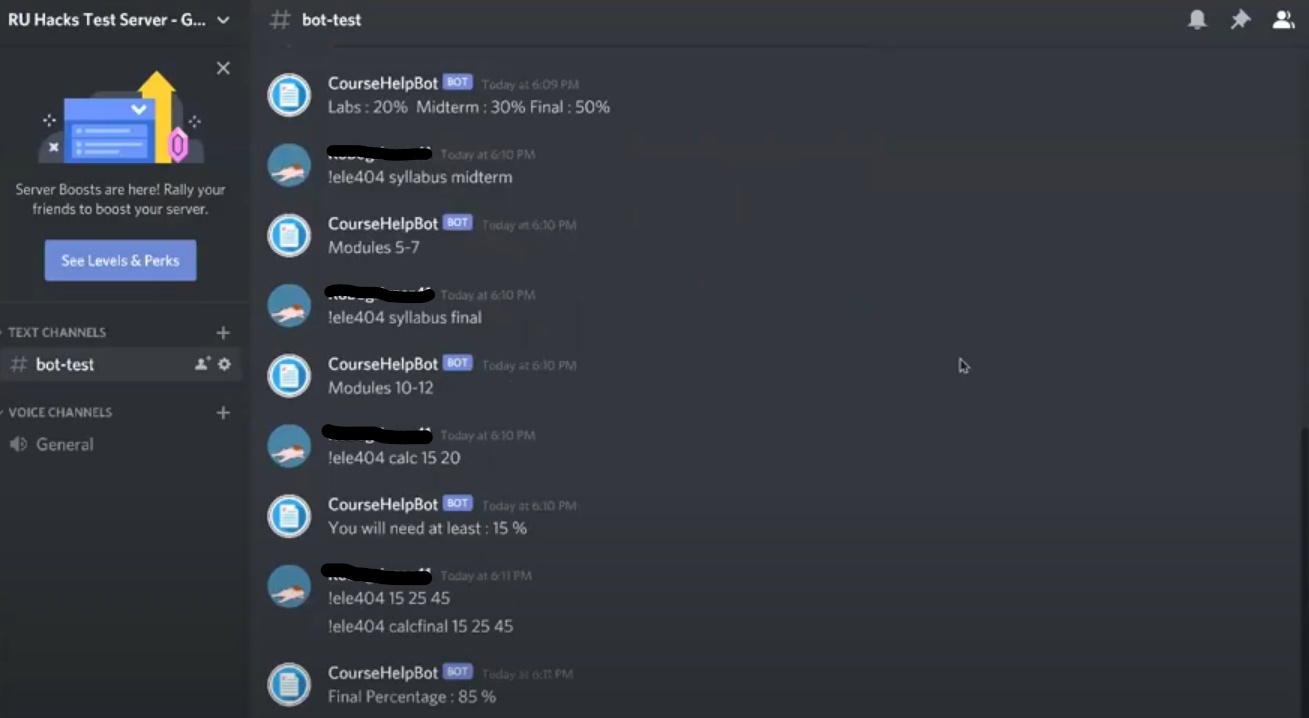 RU Hacks Test Server - G...
Server Boosts are here! Rally your
friends to boost your server.
See Levels & Perks
TEXT CHANNELS
# bot-test
VOICE CHANNELS
General
# bot-test
CourseHelpBot BOT Today at 6:09 PM
Labs : 20% Midterm : 30% Final : 50%
Today at 6:10 PM
!ele404 syllabus midterm
CourseHelpBot BOT Today at 6:10 PM
Modules 5-7
Today at 6:10 PM
!ele404 syllabus final
CourseHelpBot BOT Today at 6:10 PM
Modules 10-12
Today at 6:10 PM
!ele404 calc 15 20
CourseHelpBot BOT Today at 6:10 PM
You will need at least : 15 %
Today at 6:11 PM
!ele404 15 25 45
!ele404 calcfinal 15 25 45
CourseHelpBot BOT Today at 6:11 PM
Final Percentage : 85 %